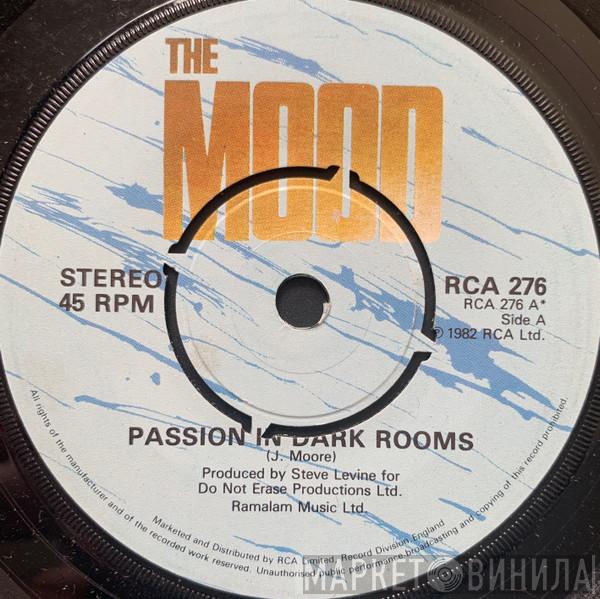 THE
MOOD
STEREO
45 RPM
RCA 276
RCA 276 A*
Side A
℗ 1982 RCA Ltd.
PASSION IN DARK ROOMS
(J. Moore)
Produced by Steve Levine for
Do Not Erase Productions Ltd.
Ramalam Music Ltd.
All rights of the manufacturer and of the recorded work reserved. Unauthorised public performance, broadcasting and copying of this record prohibited.
Marketed and Distributed by RCA Limited, Record Division, England
МАРКЕТ ВИНИЛА